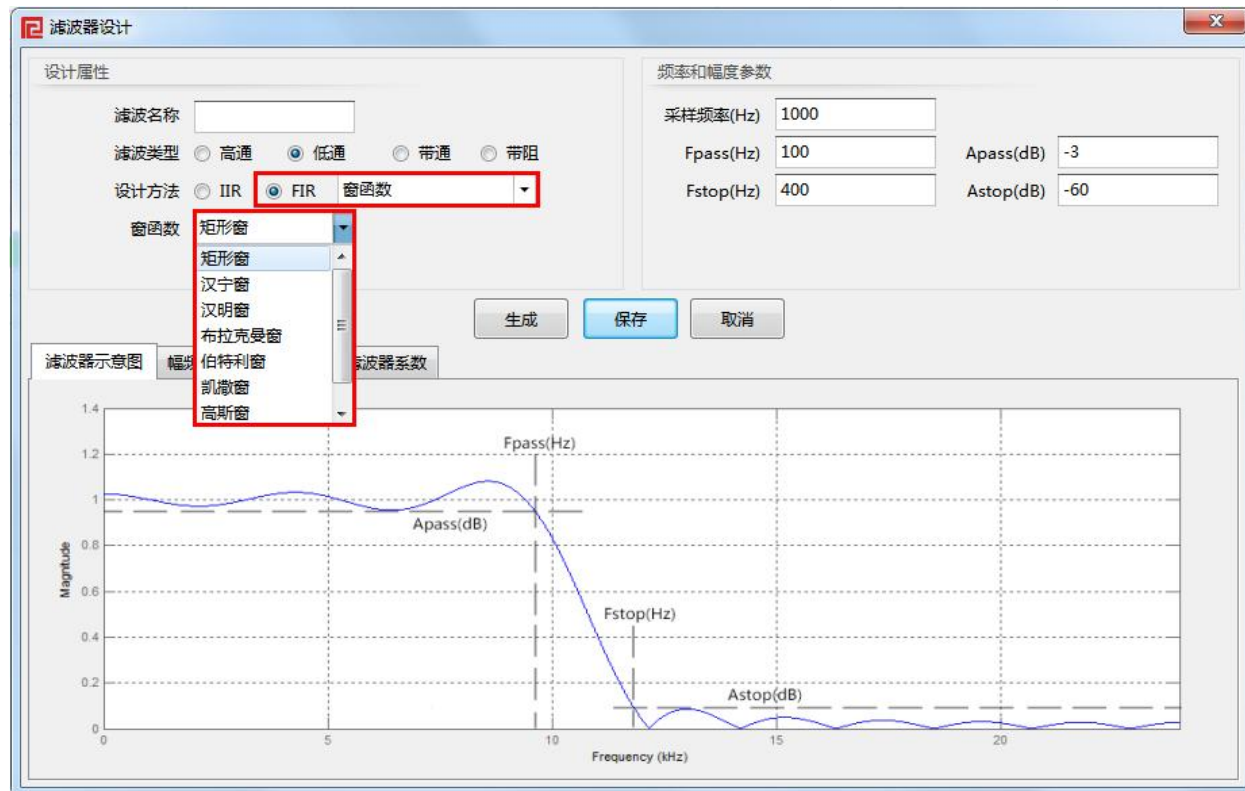 滤波器设计
设计属性
滤波名称
滤波类型 高通 低通 带通 带阻
设计方法 IIR FIR 窗函数
窗函数 矩形窗
矩形窗
汉宁窗
汉明窗
布拉克曼窗
伯特利窗
凯撒窗
高斯窗
频率和幅度参数
采样频率(Hz) 1000
Fpass(Hz) 100 Apass(dB) -3
Fstop(Hz) 400 Astop(dB) -60
生成 保存 取消
滤波器示意图 幅 波器系数
1.4
1.2
1
0.8
0.6
0.4
0.2
0
Magnitude
Fpass(Hz)
Apass(dB)
Fstop(Hz)
Astop(dB)
0 5 10 15 20
Frequency (kHz)